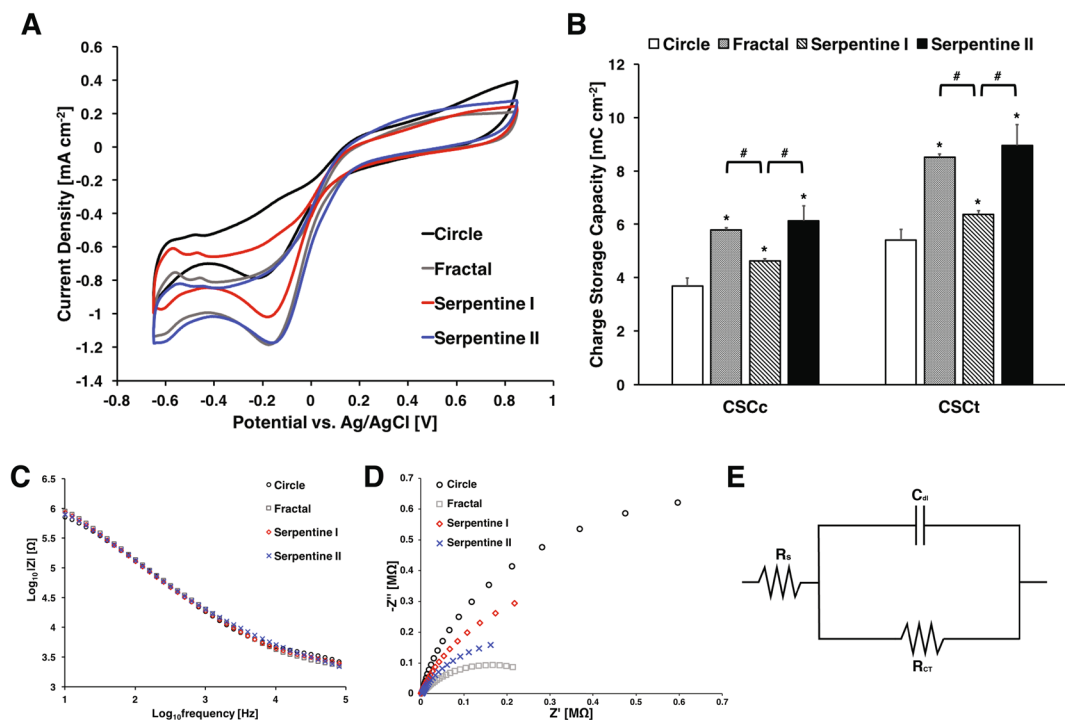 A
Current Density [mA cm-2]
0.6
0.4
0.2
0
-0.2
-0.4
-0.6
-0.8
-1
-1.2
-1.4
-0.8 -0.6 -0.4 -0.2 0 0.2 0.4 0.6 0.8 1
Potential vs. Ag/AgCl [V]
Circle
Fractal
Serpentine I
Serpentine II
B
Circle Fractal Serpentine I Serpentine II
Charge Storage Capacity [mC cm-2]
12
10
8
6
4
2
0
# #
* * *
# #
* * *
CSCc CSCt
C
Log10|Z| [Ω]
6.5
6
5.5
5
4.5
4
3.5
3
1 2 3 4 5
Log10frequency [Hz]
Circle
Fractal
Serpentine I
Serpentine II
D
-Z'' [MΩ]
0.7
0.6
0.5
0.4
0.3
0.2
0.1
0
0 0.1 0.2 0.3 0.4 0.5 0.6 0.7
Z' [MΩ]
Circle
Fractal
Serpentine I
Serpentine II
E
Cdl
Rs
RCT